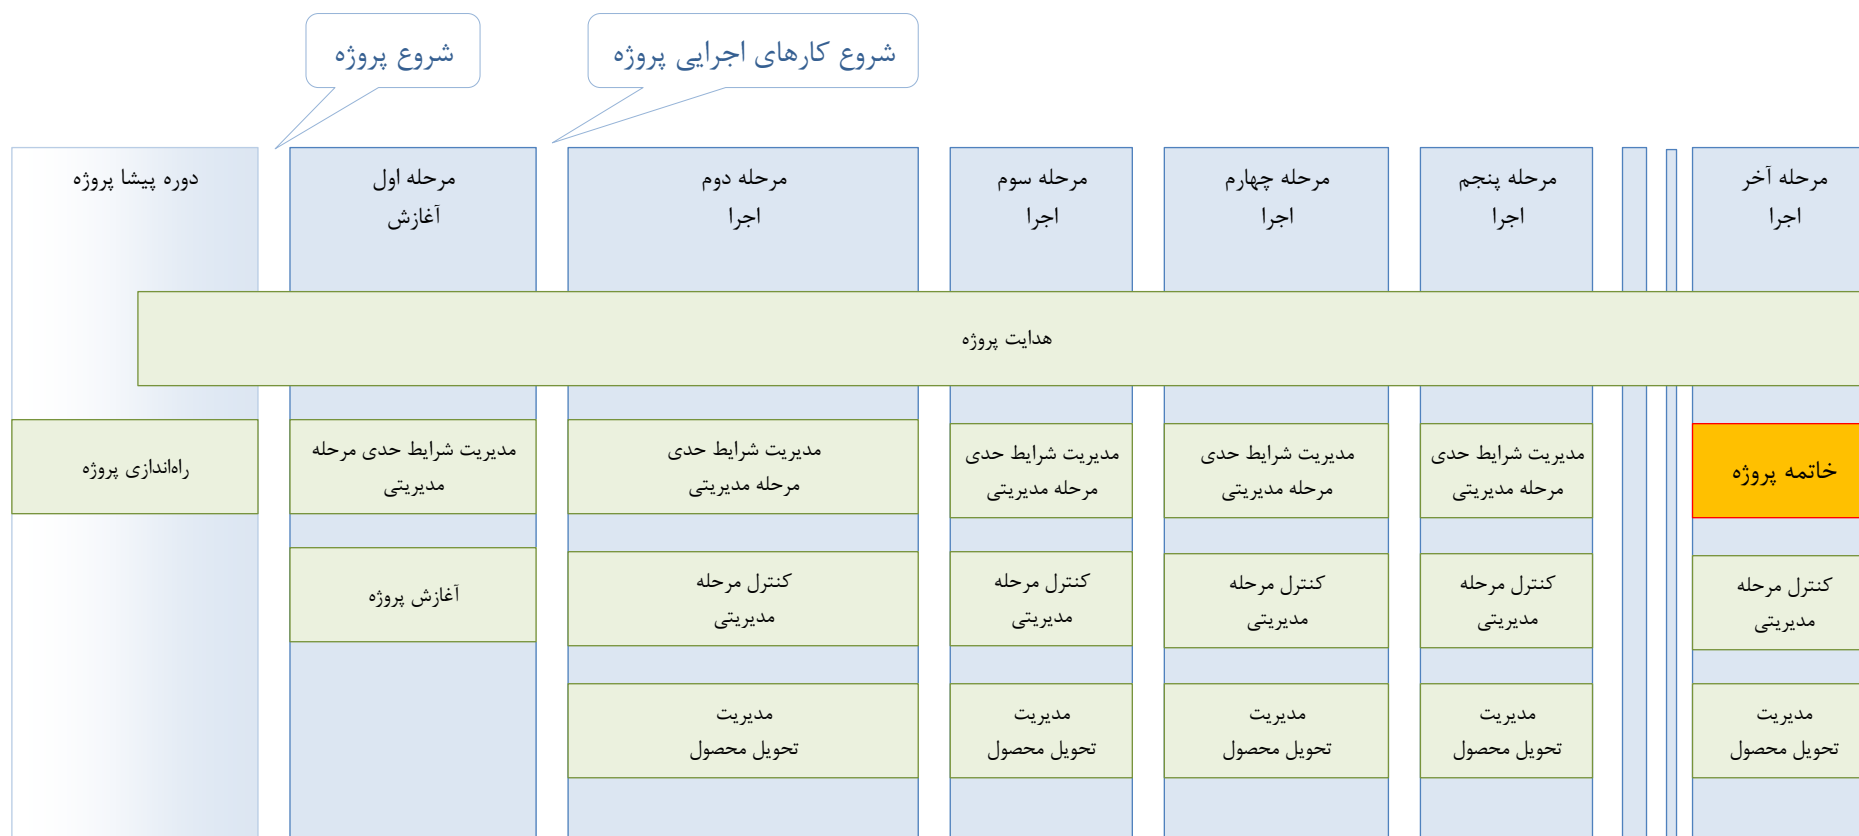 شروع پروژه
شروع کارهای اجرایی پروژه
دوره پیشا پروژه
مرحله اول
آغازش
مرحله دوم
اجرا
مرحله سوم
اجرا
مرحله چهارم
اجرا
مرحله پنجم
اجرا
مرحله آخر
اجرا
هدایت پروژه
راه‌اندازی پروژه
مدیریت شرایط حدی مرحله
مدیریتی
مدیریت شرایط حدی
مرحله مدیریتی
مدیریت شرایط حدی
مرحله مدیریتی
مدیریت شرایط حدی
مرحله مدیریتی
مدیریت شرایط حدی
مرحله مدیریتی
خاتمه پروژه
آغازش پروژه
کنترل مرحله
مدیریتی
کنترل مرحله
مدیریتی
کنترل مرحله
مدیریتی
کنترل مرحله
مدیریتی
کنترل مرحله
مدیریتی
مدیریت
تحویل محصول
مدیریت
تحویل محصول
مدیریت
تحویل محصول
مدیریت
تحویل محصول
مدیریت
تحویل محصول